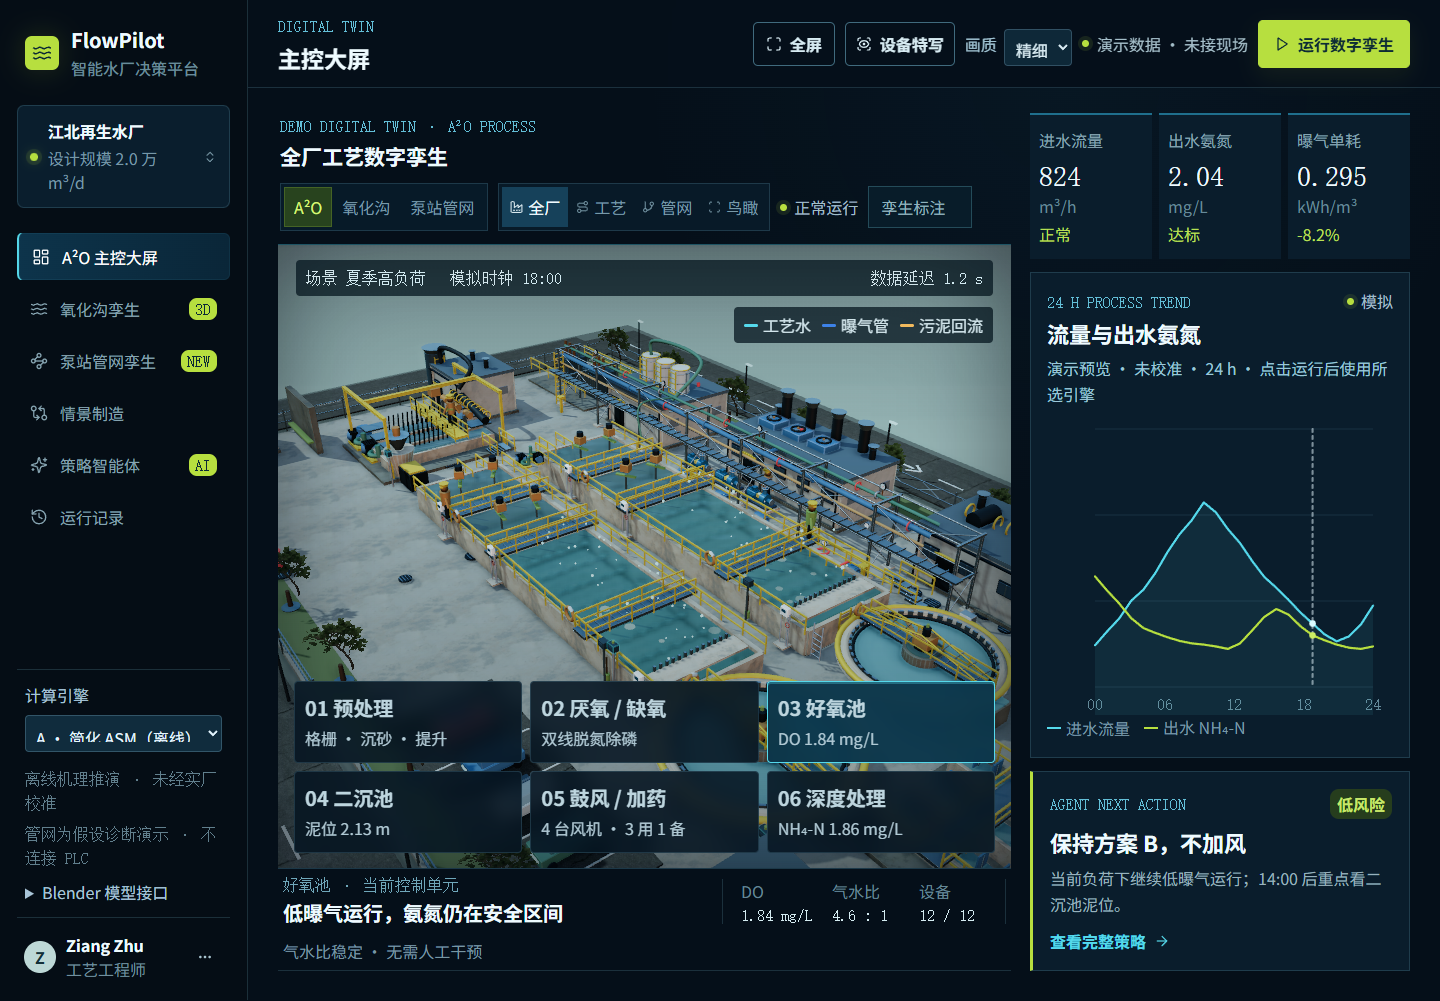 FlowPilot
智能水厂决策平台
江北再生水厂
设计规模 2.0 万
m³/d
A²O 主控大屏
氧化沟孪生 3D
泵站管网孪生 NEW
情景制造
策略智能体 AI
运行记录
计算引擎
A · 简化 ASM（离线）
离线机理推演 · 未经实厂
校准
管网为假设诊断演示 · 不
连接 PLC
Blender 模型接口
Z
Ziang Zhu
工艺工程师
DIGITAL TWIN
主控大屏
全屏
设备特写
画质
精细
演示数据 · 未接现场
运行数字孪生
DEMO DIGITAL TWIN · A²O PROCESS
全厂工艺数字孪生
A²O 氧化沟 泵站管网
全厂 工艺 管网 鸟瞰
正常运行
孪生标注
场景 夏季高负荷 模拟时钟 18:00 数据延迟 1.2 s
工艺水 曝气管 污泥回流
01 预处理
格栅 · 沉砂 · 提升
02 厌氧 / 缺氧
双线脱氮除磷
03 好氧池
DO 1.84 mg/L
04 二沉池
泥位 2.13 m
05 鼓风 / 加药
4 台风机 · 3 用 1 备
06 深度处理
NH₄-N 1.86 mg/L
好氧池 · 当前控制单元
低曝气运行，氨氮仍在安全区间
气水比稳定 · 无需人工干预
DO
1.84 mg/L
气水比
4.6 : 1
设备
12 / 12
进水流量
824
m³/h
正常
出水氨氮
2.04
mg/L
达标
曝气单耗
0.295
kWh/m³
-8.2%
24 H PROCESS TREND
模拟
流量与出水氨氮
演示预览 · 未校准 · 24 h · 点击运行后使用所
选引擎
00 06 12 18 24
进水流量 出水 NH₄-N
AGENT NEXT ACTION
低风险
保持方案 B，不加风
当前负荷下继续低曝气运行；14:00 后重点看二
沉池泥位。
查看完整策略